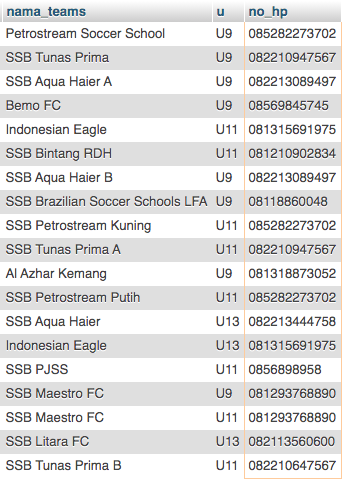 nama_teams u no_hp
Petrostream Soccer School U9 085282273702
SSB Tunas Prima U9 082210947567
SSB Aqua Haier A U9 082213089497
Bemo FC U9 08569845745
Indonesian Eagle U11 081315691975
SSB Bintang RDH U11 081210902834
SSB Aqua Haier B U9 082213089497
SSB Brazilian Soccer Schools LFA U9 08118860048
SSB Petrostream Kuning U11 085282273702
SSB Tunas Prima A U11 082210947567
Al Azhar Kemang U9 081318873052
SSB Petrostream Putih U11 085282273702
SSB Aqua Haier U13 082213444758
Indonesian Eagle U13 081315691975
SSB PJSS U11 0856898958
SSB Maestro FC U9 081293768890
SSB Maestro FC U11 081293768890
SSB Litara FC U13 082113560600
SSB Tunas Prima B U11 082210647567